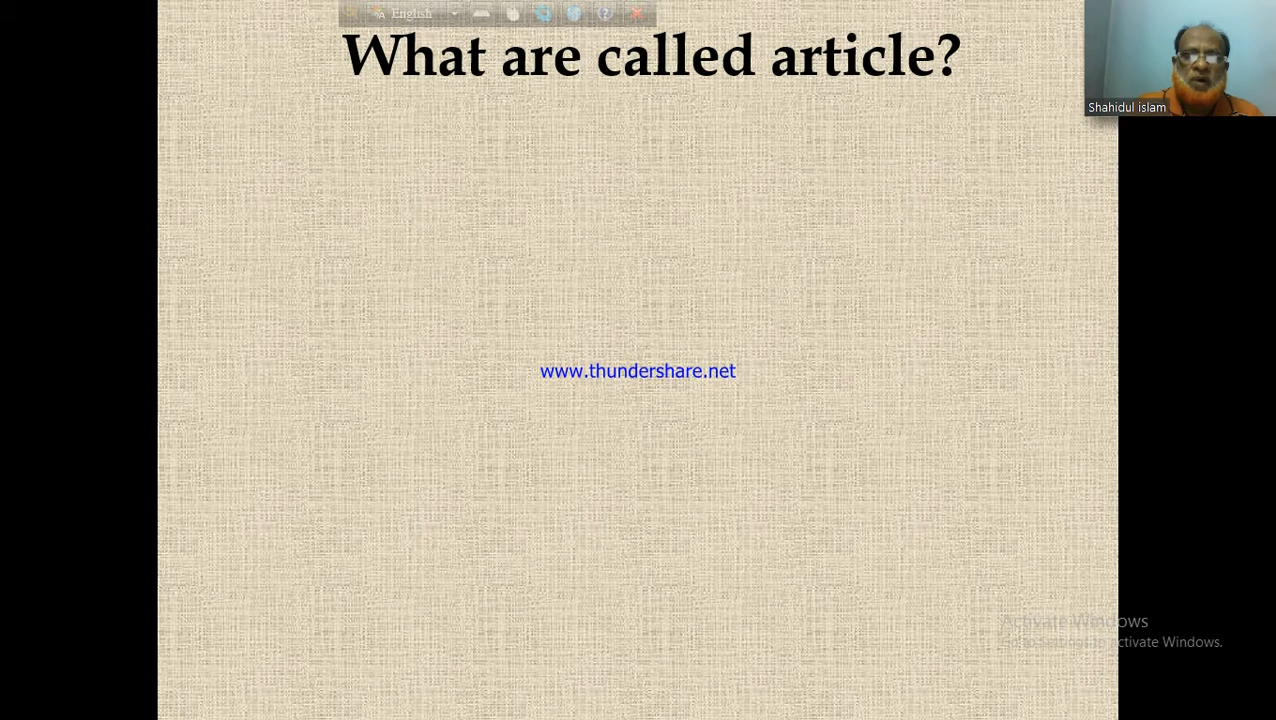 English
What are called article?
Shahidul islam
www.thundershare.net
Activate Windows
Go to Settings to activate Windows.